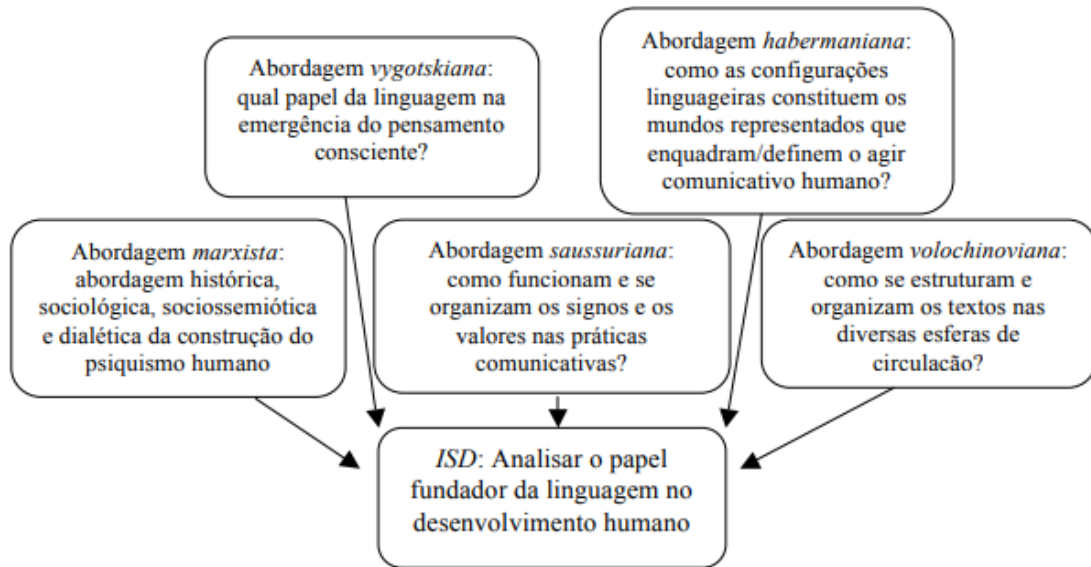 Abordagem vygotskiana:
qual papel da linguagem na
emergência do pensamento
consciente?
Abordagem habermaniana:
como as configurações
linguageiras constituem os
mundos representados que
enquadram/definem o agir
comunicativo humano?
Abordagem marxista:
abordagem histórica,
sociológica, sociossemiótica
e dialética da construção do
psiquismo humano
Abordagem saussuriana:
como funcionam e se
organizam os signos e os
valores nas práticas
comunicativas?
Abordagem volochinoviana:
como se estruturam e
organizam os textos nas
diversas esferas de
circulacão?
ISD: Analisar o papel
fundador da linguagem no
desenvolvimento humano